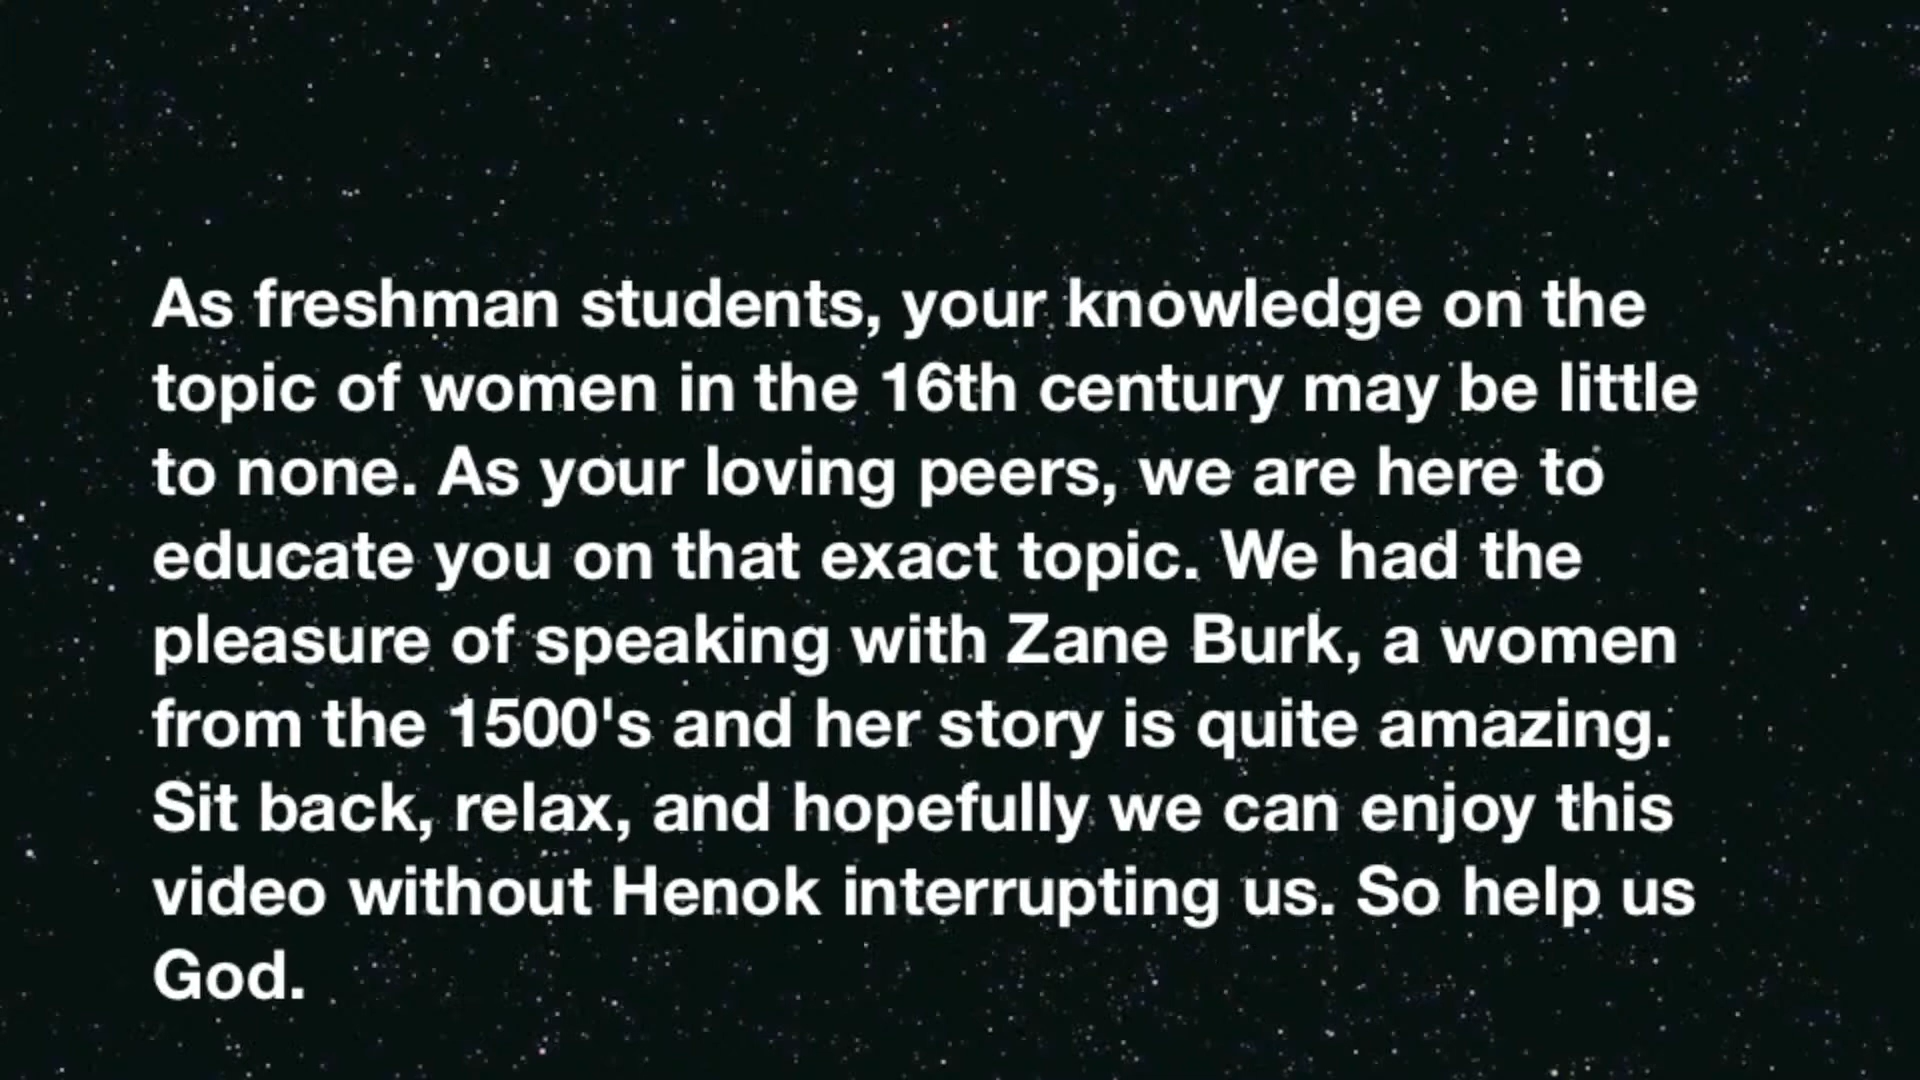 As freshman students, your knowledge on the
topic of women in the 16th century may be little
to none. As your loving peers, we are here to
educate you on that exact topic. We had the
pleasure of speaking with Zane Burk, a women
from the 1500's and her story is quite amazing.
Sit back, relax, and hopefully we can enjoy this
video without Henok interrupting us. So help us
God.